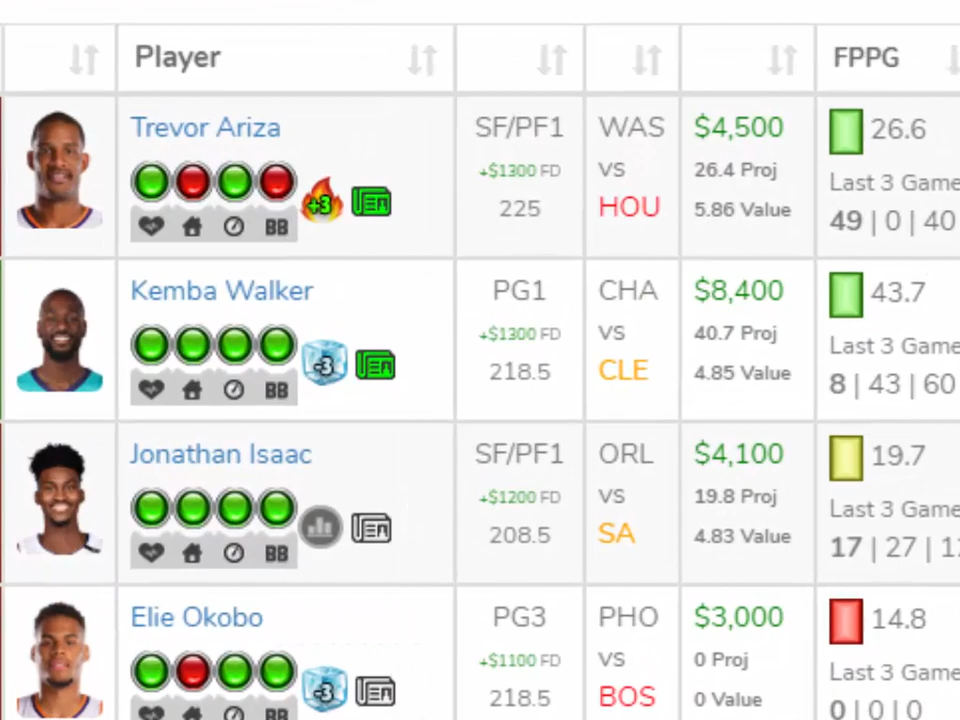 Player FPPG
Trevor Ariza SF/PF1 WAS $4,500 26.6
+$1300 FD VS 26.4 Proj
+3 225 HOU 5.86 Value Last 3 Game
BB 49 | 0 | 40
Kemba Walker PG1 CHA $8,400 43.7
+$1300 FD VS 40.7 Proj
-3 218.5 CLE 4.85 Value Last 3 Game
BB 8 | 43 | 60
Jonathan Isaac SF/PF1 ORL $4,100 19.7
+$1200 FD VS 19.8 Proj
208.5 SA 4.83 Value Last 3 Game
BB 17 | 27 |
Elie Okobo PG3 PHO $3,000 14.8
+$1100 FD VS 0 Proj
-3 218.5 BOS 0 Value Last 3 Game
BB 0 | 0 | 0